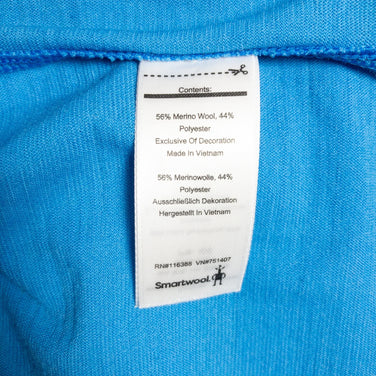 Contents:
56% Merino Wool, 44%
Polyester
Exclusive Of Decoration
Made In Vietnam
56% Merinowolle, 44%
Polyester
Ausschließlich Dekoration
Hergestellt In Vietnam
RN#116388 VN#751407
Smartwool